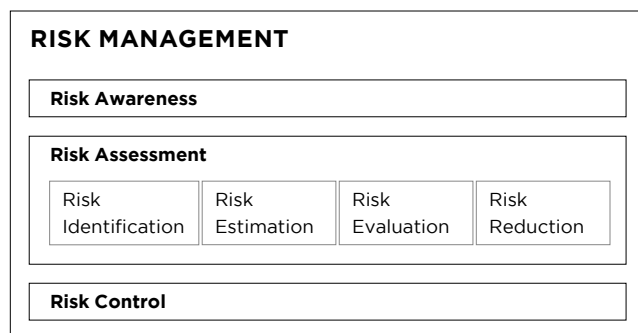 RISK MANAGEMENT
Risk Awareness
Risk Assessment
Risk
Identification
Risk
Estimation
Risk
Evaluation
Risk
Reduction
Risk Control